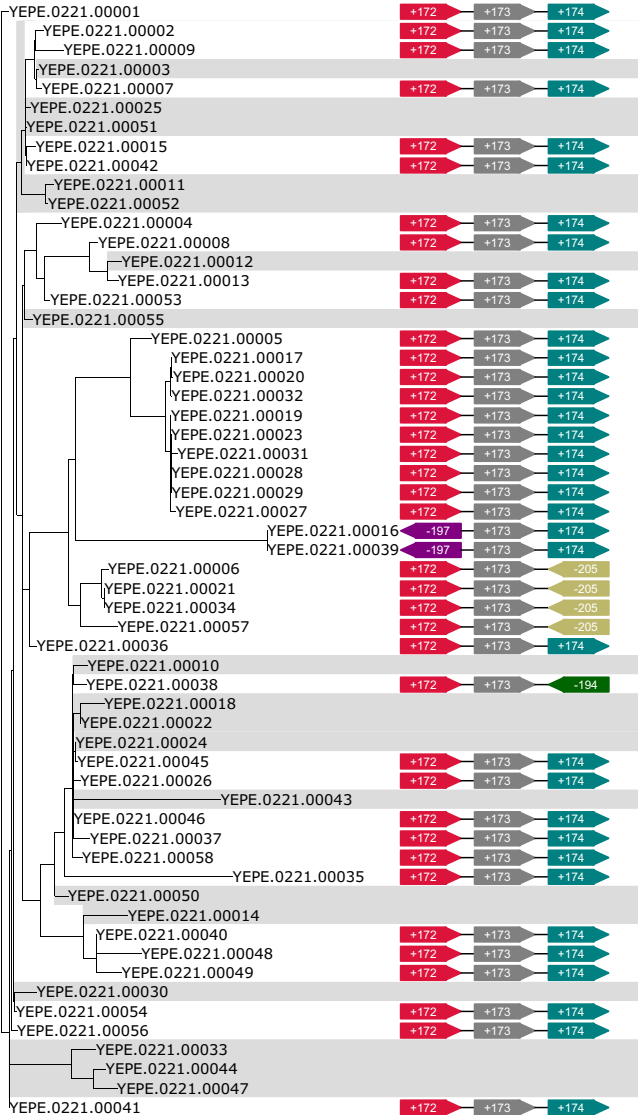 YEPE.0221.00001 +172 +173 +174
YEPE.0221.00002 +172 +173 +174
YEPE.0221.00009 +172 +173 +174
YEPE.0221.00003
YEPE.0221.00007 +172 +173 +174
YEPE.0221.00025
YEPE.0221.00051
YEPE.0221.00015 +172 +173 +174
YEPE.0221.00042 +172 +173 +174
YEPE.0221.00011
YEPE.0221.00052
YEPE.0221.00004 +172 +173 +174
YEPE.0221.00008 +172 +173 +174
YEPE.0221.00012
YEPE.0221.00013 +172 +173 +174
YEPE.0221.00053 +172 +173 +174
YEPE.0221.00055
YEPE.0221.00005 +172 +173 +174
YEPE.0221.00017 +172 +173 +174
YEPE.0221.00020 +172 +173 +174
YEPE.0221.00032 +172 +173 +174
YEPE.0221.00019 +172 +173 +174
YEPE.0221.00023 +172 +173 +174
YEPE.0221.00031 +172 +173 +174
YEPE.0221.00028 +172 +173 +174
YEPE.0221.00029 +172 +173 +174
YEPE.0221.00027 +172 +173 +174
YEPE.0221.00016 -197 +173 +174
YEPE.0221.00039 -197 +173 +174
YEPE.0221.00006 +172 +173 -205
YEPE.0221.00021 +172 +173 -205
YEPE.0221.00034 +172 +173 -205
YEPE.0221.00057 +172 +173 -205
YEPE.0221.00036 +172 +173 +174
YEPE.0221.00010
YEPE.0221.00038 +172 +173 -194
YEPE.0221.00018
YEPE.0221.00022
YEPE.0221.00024
YEPE.0221.00045 +172 +173 +174
YEPE.0221.00026 +172 +173 +174
YEPE.0221.00043
YEPE.0221.00046 +172 +173 +174
YEPE.0221.00037 +172 +173 +174
YEPE.0221.00058 +172 +173 +174
YEPE.0221.00035 +172 +173 +174
YEPE.0221.00050
YEPE.0221.00014
YEPE.0221.00040 +172 +173 +174
YEPE.0221.00048 +172 +173 +174
YEPE.0221.00049 +172 +173 +174
YEPE.0221.00030
YEPE.0221.00054 +172 +173 +174
YEPE.0221.00056 +172 +173 +174
YEPE.0221.00033
YEPE.0221.00044
YEPE.0221.00047
YEPE.0221.00041 +172 +173 +174